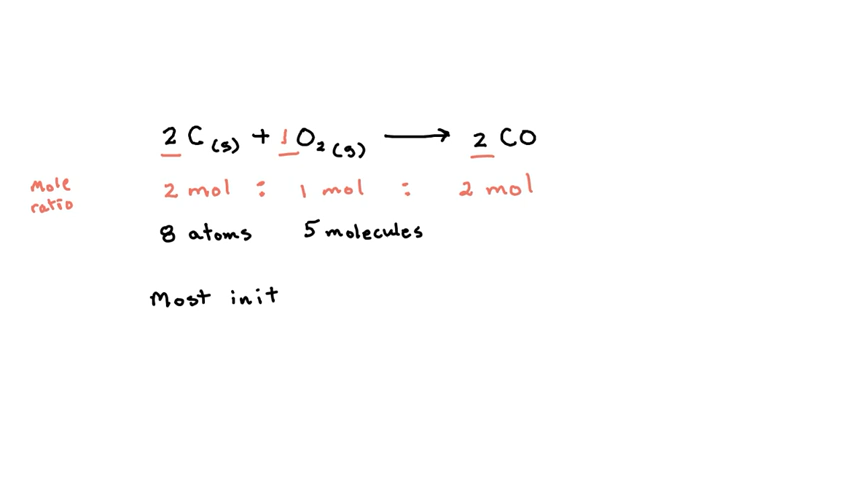 2 C (s) + 1 O2 (g) → 2 CO
Mole ratio
2 mol : 1 mol : 2 mol
8 atoms 5 molecules
Most init